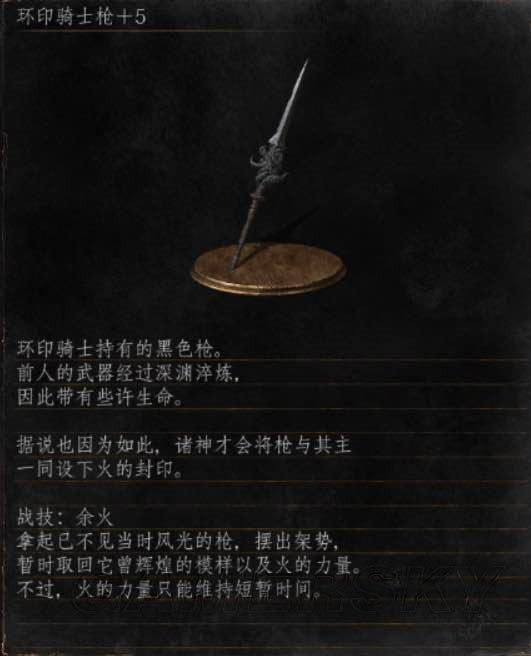 环印骑士枪+5
环印骑士持有的黑色枪。
前人的武器经过深渊淬炼，
因此带有些许生命。
据说也因为如此，诸神才会将枪与其主
一同设下火的封印。
战技：余火
拿起已不见当时风光的枪，摆出架势，
暂时取回它曾辉煌的模样以及火的力量。
不过，火的力量只能维持短暂时间。